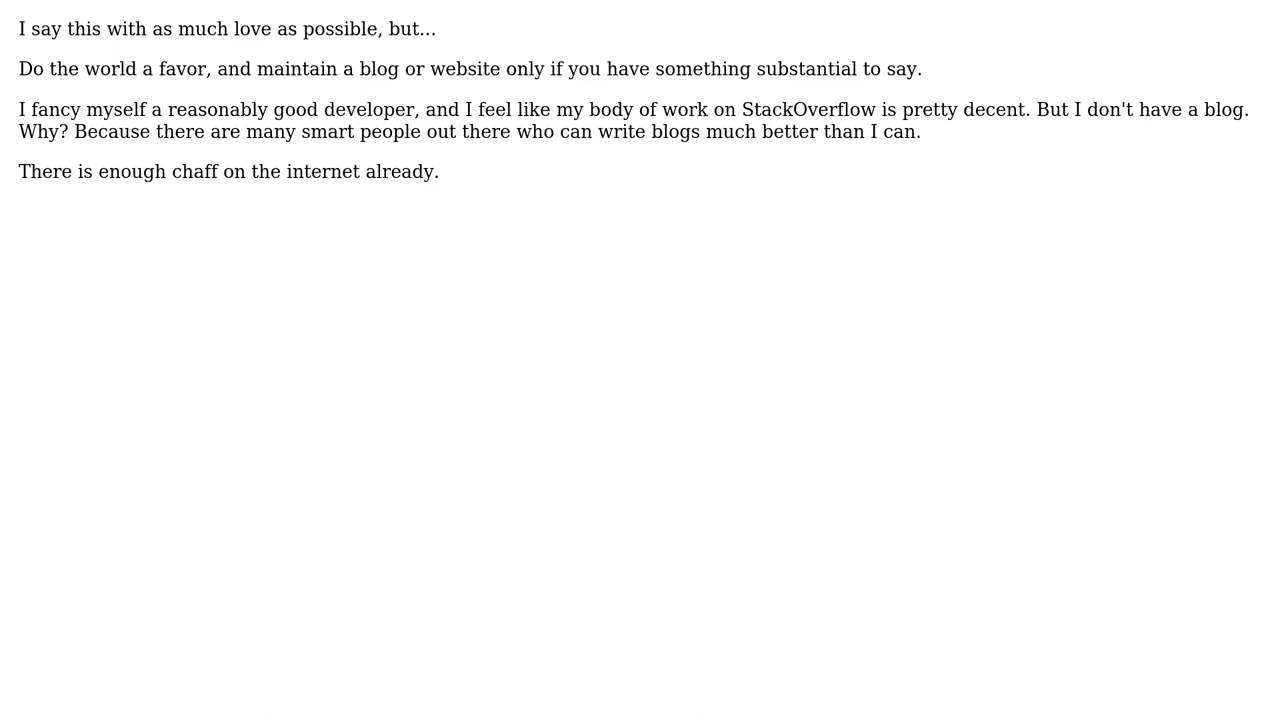 I say this with as much love as possible, but...
Do the world a favor, and maintain a blog or website only if you have something substantial to say.
I fancy myself a reasonably good developer, and I feel like my body of work on StackOverflow is pretty decent. But I don't have a blog.
Why? Because there are many smart people out there who can write blogs much better than I can.
There is enough chaff on the internet already.